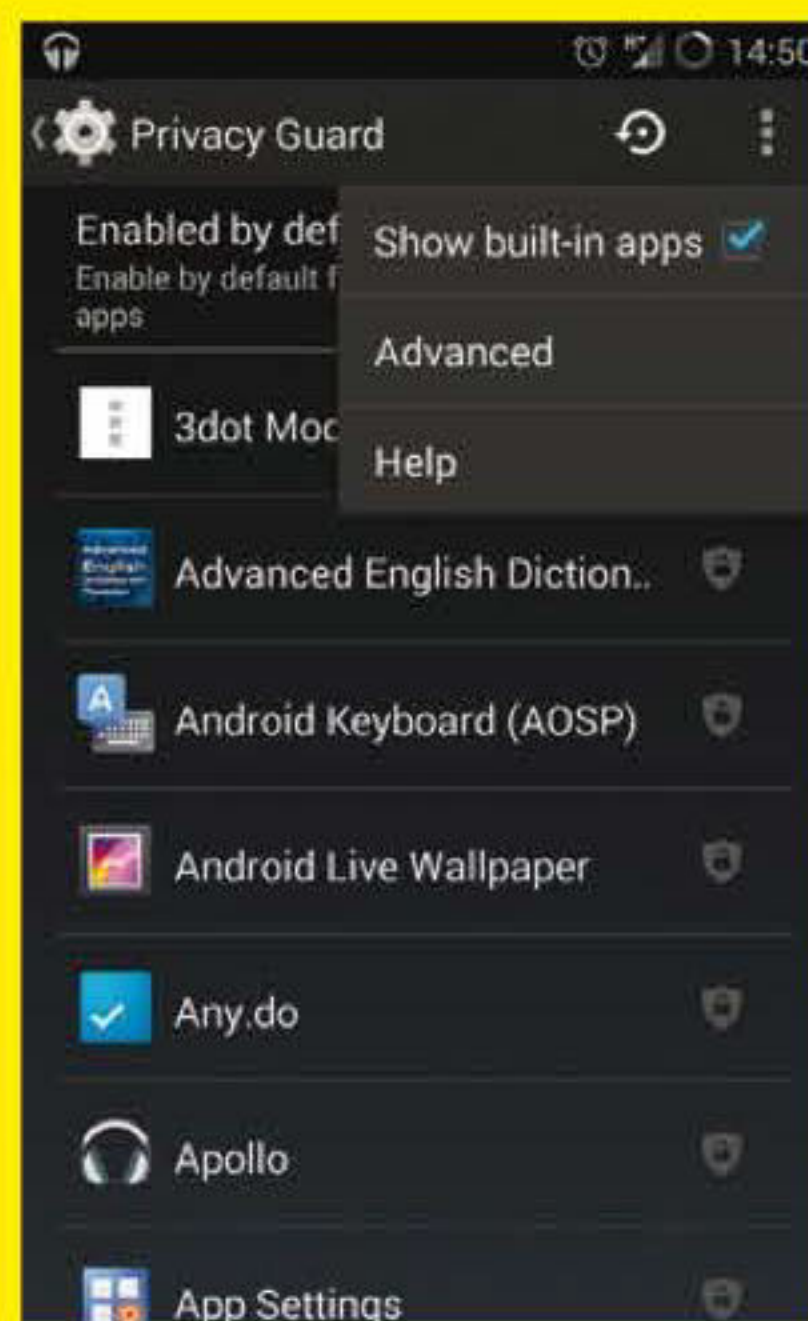 14:50
Privacy Guard
Enabled by def
Enable by default f
apps
Show built-in apps
Advanced
Help
3dot Mod
Advanced English Diction..
Android Keyboard (AOSP)
Android Live Wallpaper
Any.do
Apollo
App Settings